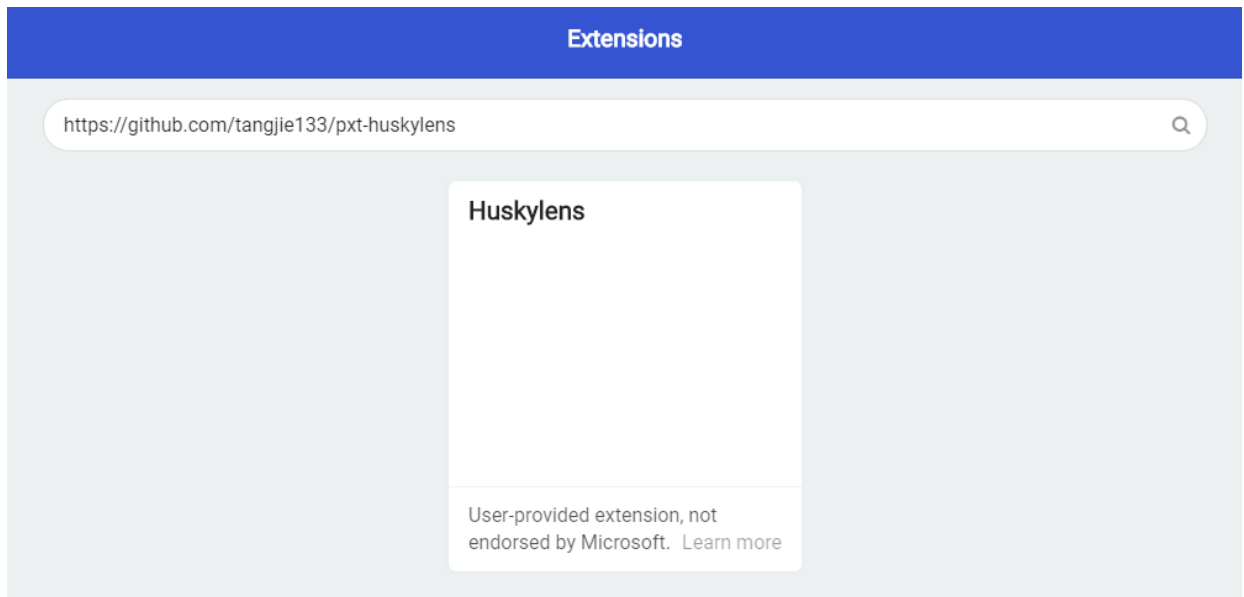 Extensions
https://github.com/tangjie133/pxt-huskylens
Huskylens
User-provided extension, not
endorsed by Microsoft. Learn more